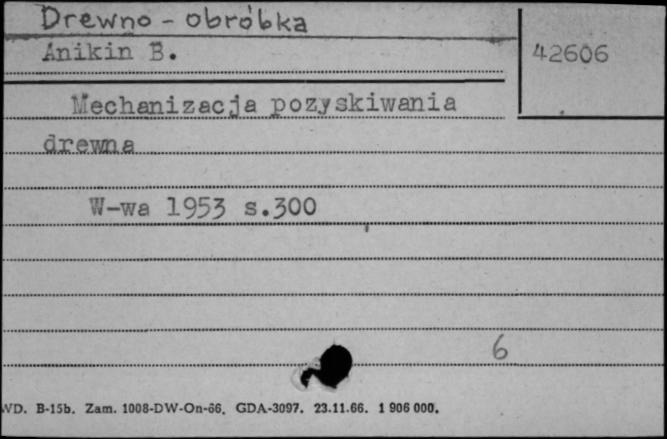 Drewno - obróbka
Anikin B.
42606
Mechanizacja pozyskiwania
drewna
W-wa 1953 s.300
6
WD. B-15b. Zam. 1008-DW-On-66. GDA-3097. 23.11.66. 1 906 000.